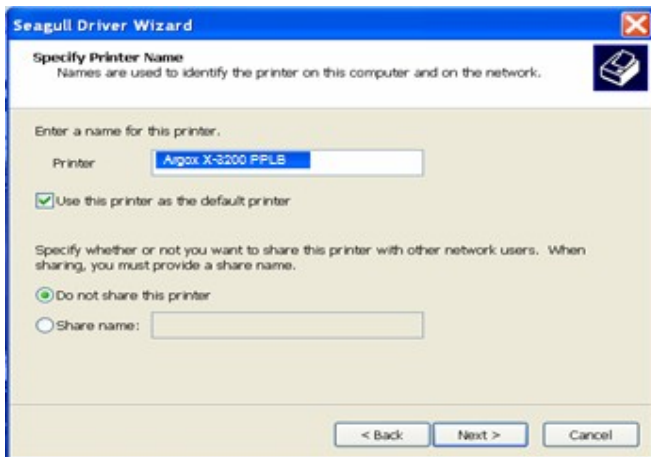 Seagull Driver Wizard
Specify Printer Name
Names are used to identify the printer on this computer and on the network.
Enter a name for this printer.
Printer
Argox X-3200 PPLB
Use this printer as the default printer
Specify whether or not you want to share this printer with other network users. When
sharing, you must provide a share name.
Do not share this printer
Share name:
< Back
Next >
Cancel